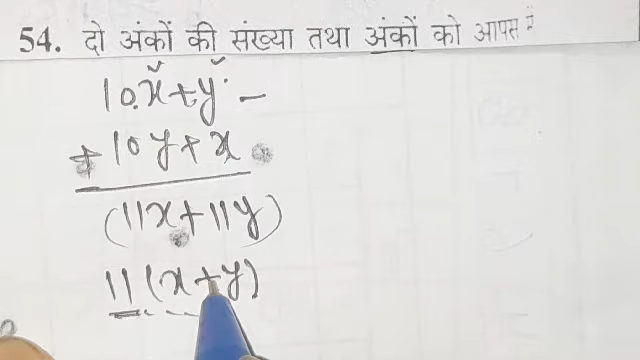 54. दो अंकों की संख्या तथा अंकों को आपस में
10x+y -
+10y+x
(11x+11y)
11(x+y)